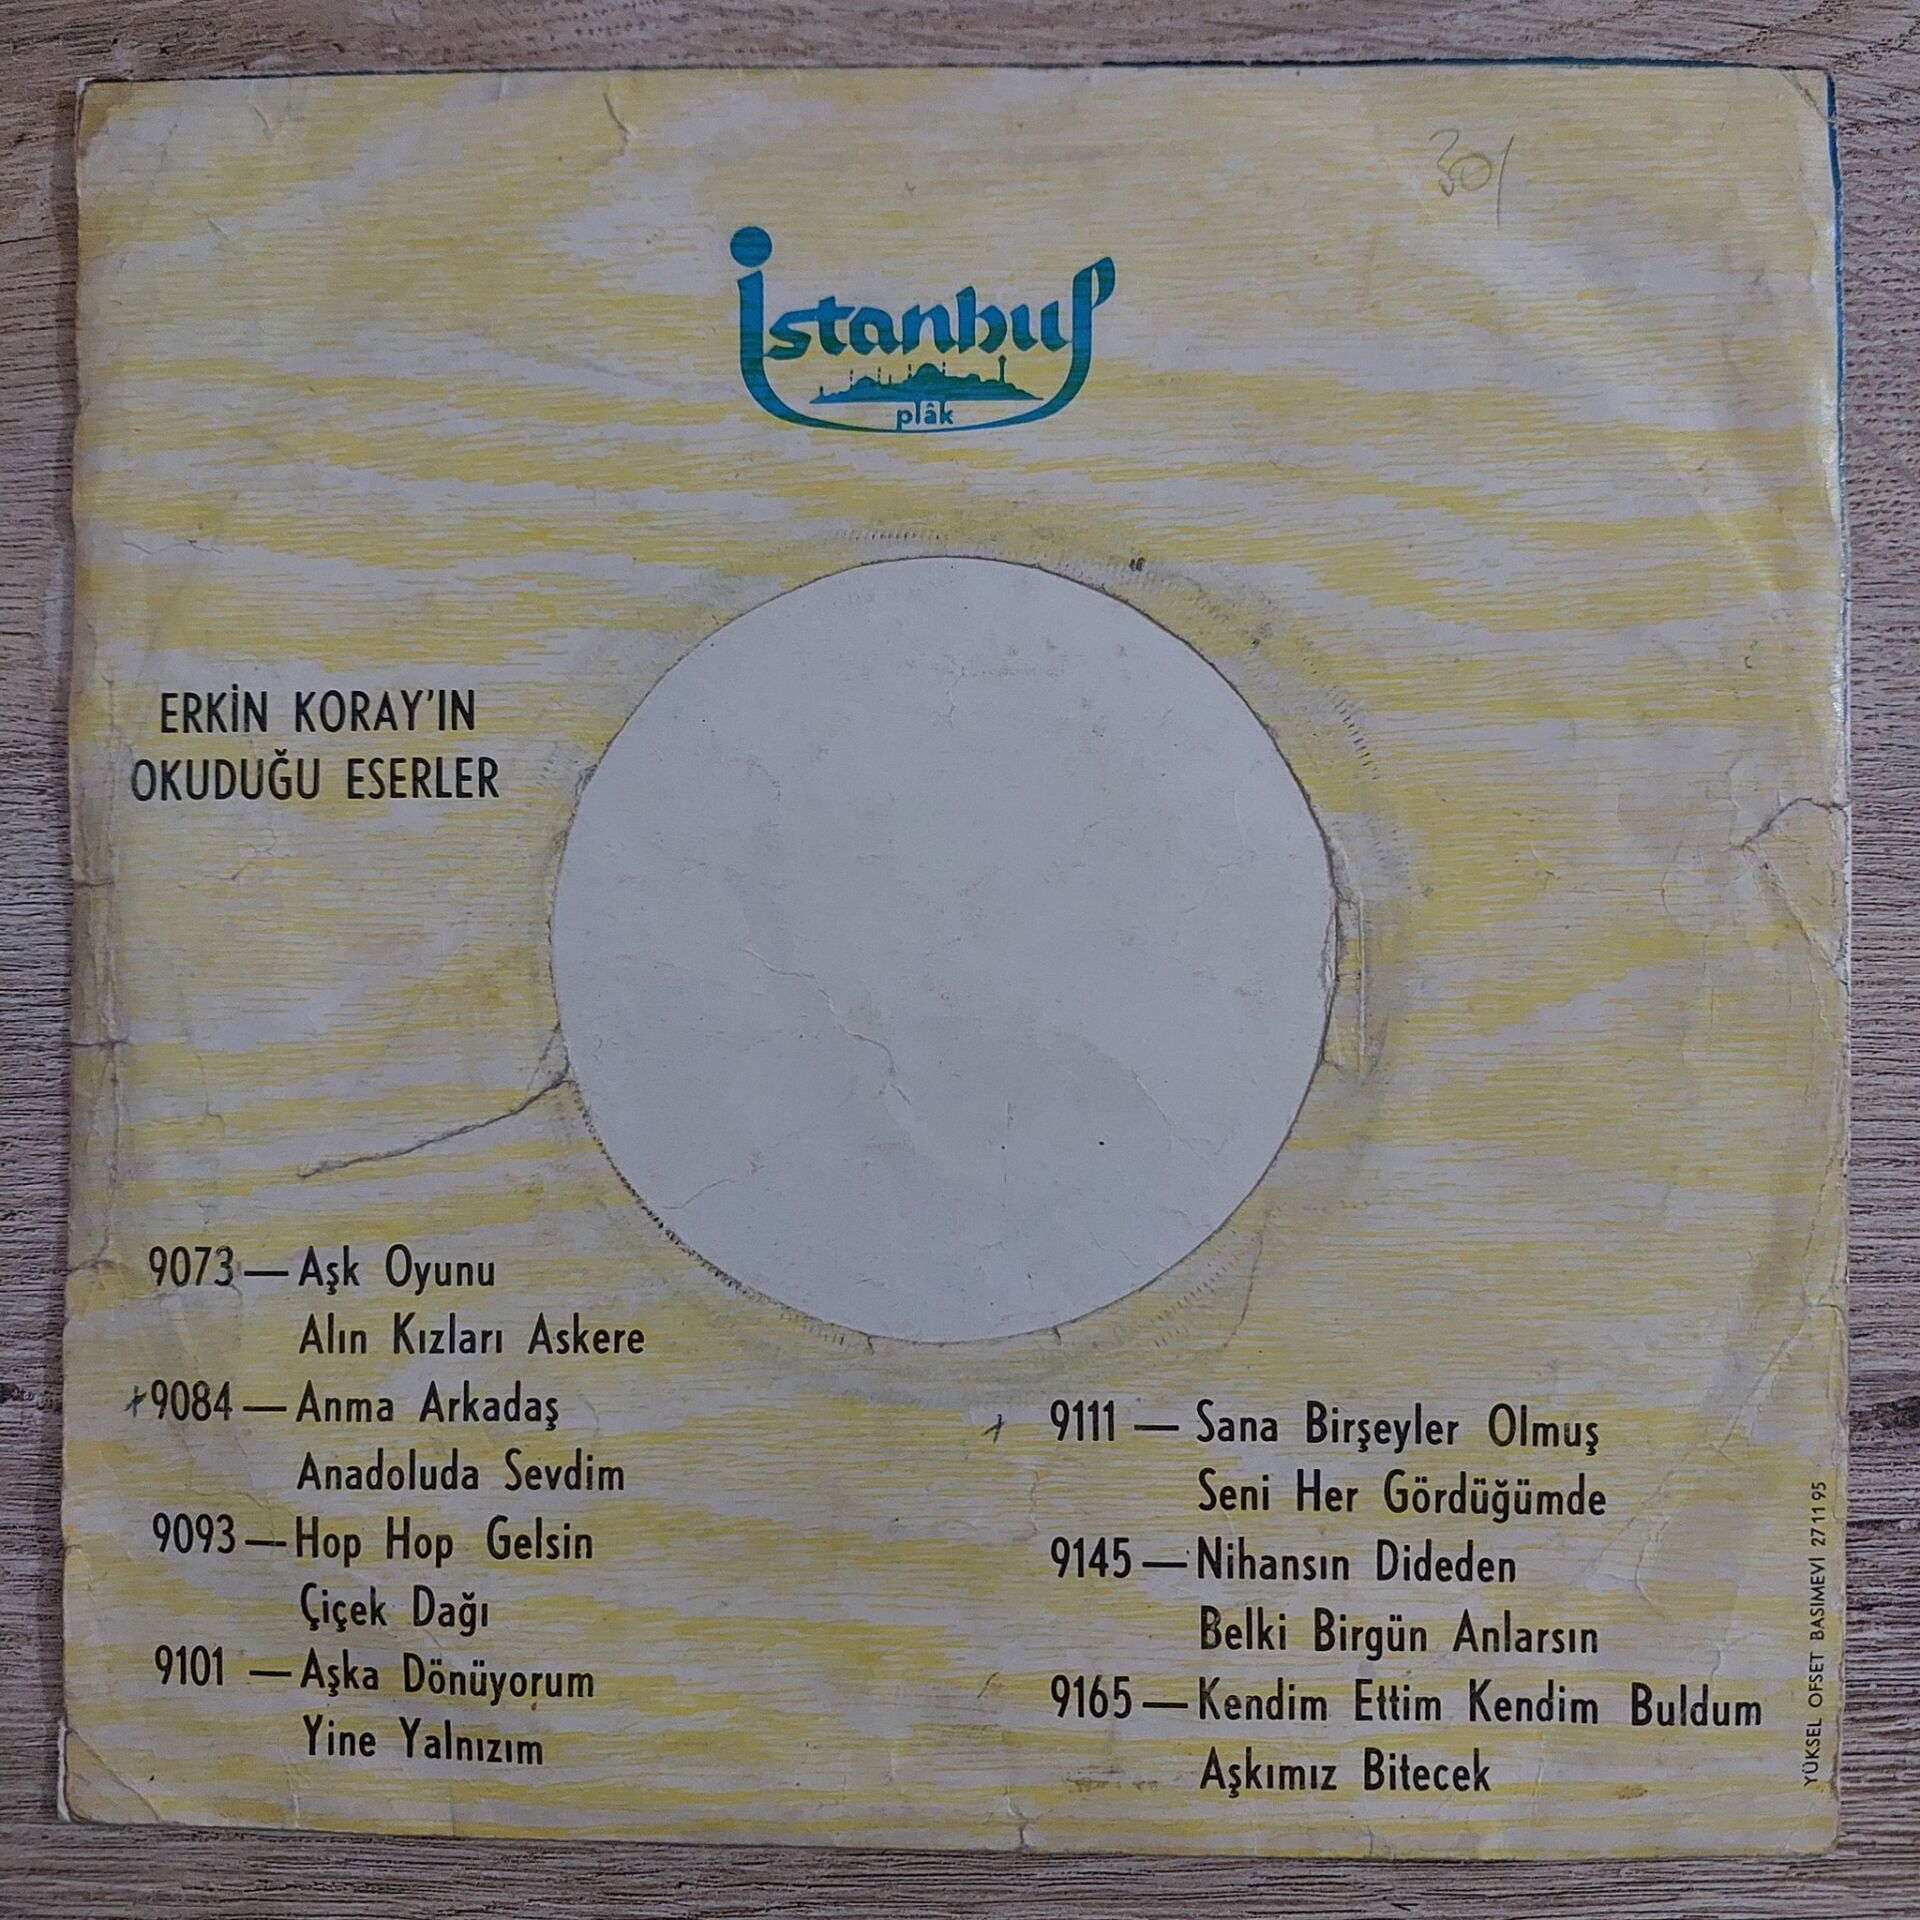 30/
İstanbul
plâk
ERKİN KORAY'IN
OKUDUĞU ESERLER
9073 — Aşk Oyunu
Alın Kızları Askere
9084 — Anma Arkadaş
Anadoluda Sevdim
9093 — Hop Hop Gelsin
Çiçek Dağı
9101 — Aşka Dönüyorum
Yine Yalnızım
9111 — Sana Birşeyler Olmuş
Seni Her Gördüğümde
9145 — Nihansın Dideden
Belki Birgün Anlarsın
9165 — Kendim Ettim Kendim Buldum
Aşkımız Bitecek
YÜKSEL OFSET BASIMEVİ 27 11 95